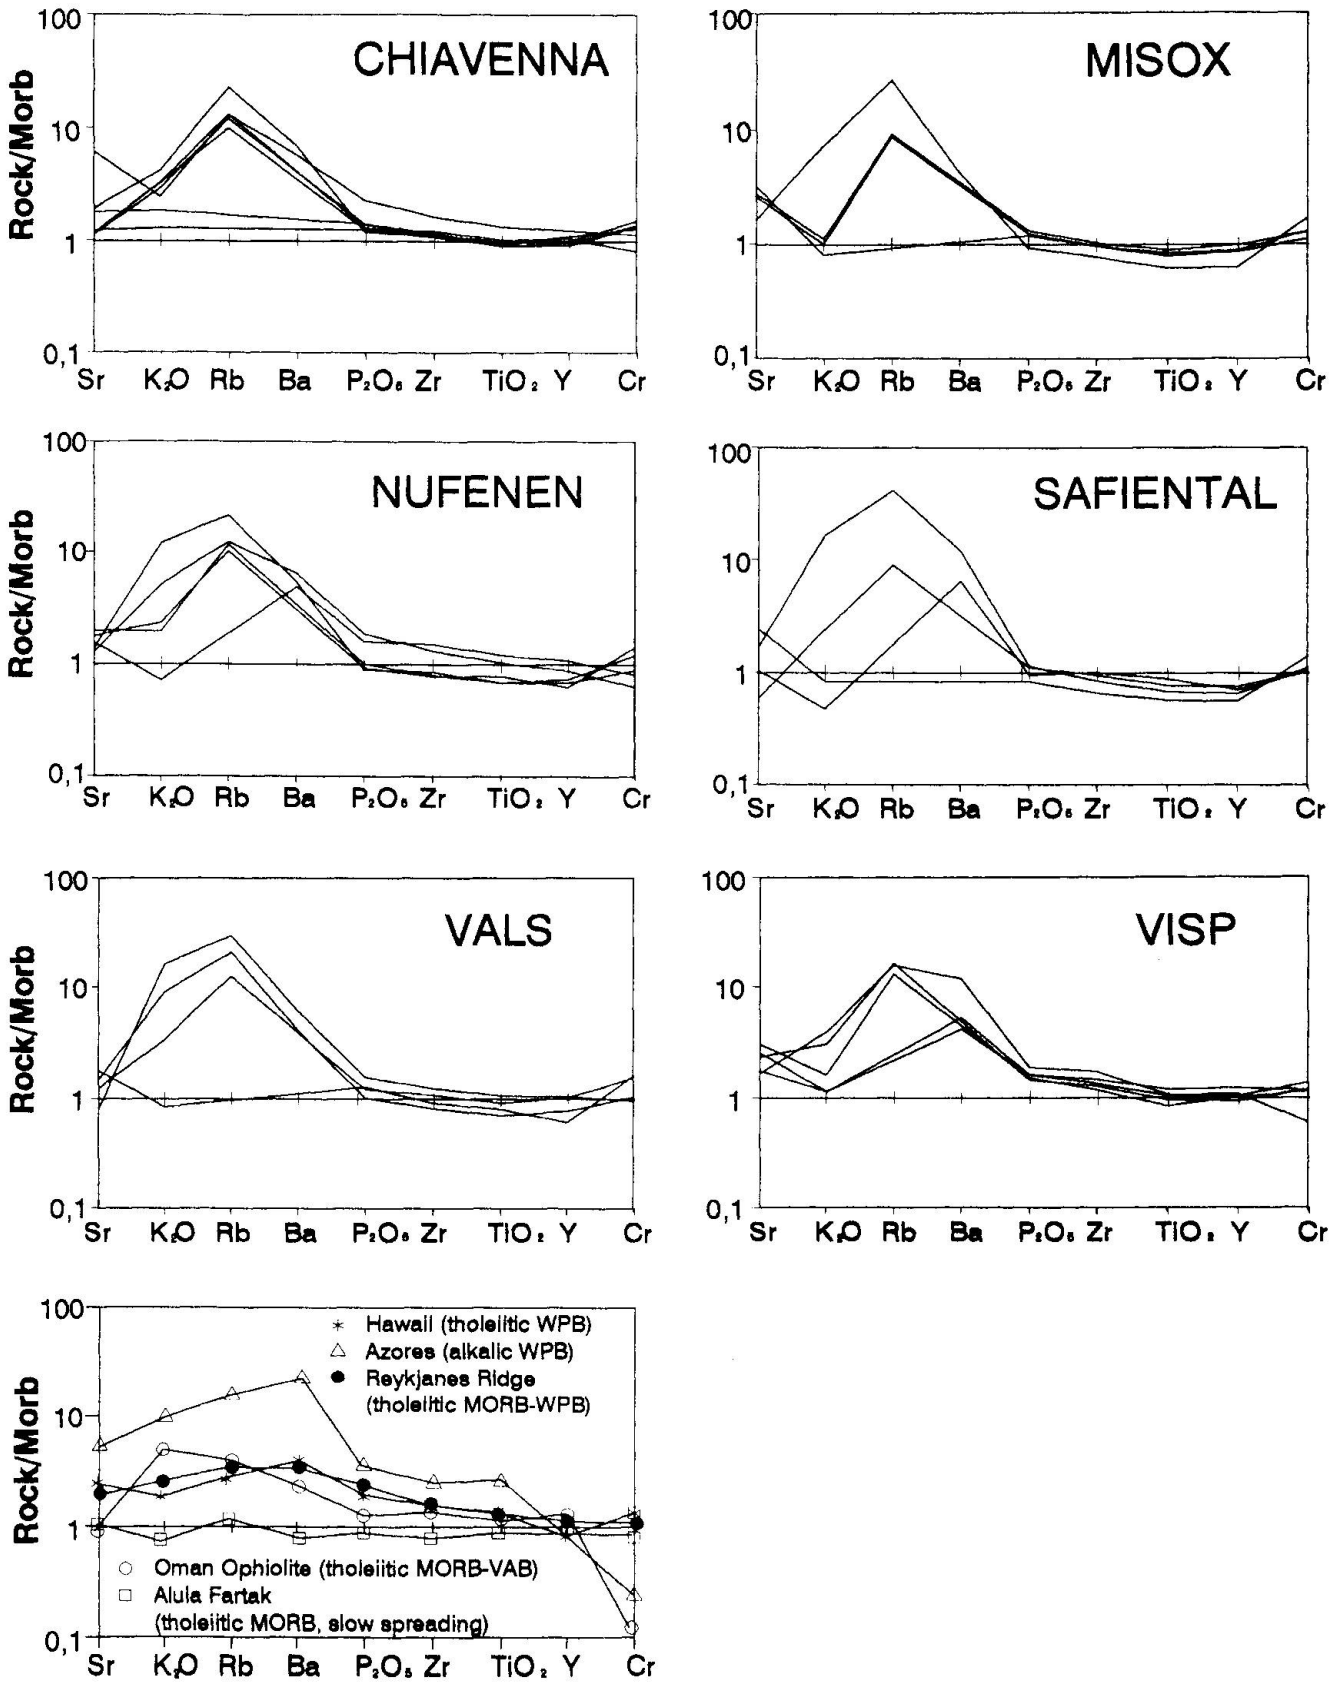 CHIAVENNA
Rock/Morb
100
10
1
0,1
Sr K₂O Rb Ba P₂O₅ Zr TiO₂ Y Cr
MISOX
100
10
1
0,1
Sr K₂O Rb Ba P₂O₅ Zr TiO₂ Y Cr
NUFENEN
Rock/Morb
100
10
1
0,1
Sr K₂O Rb Ba P₂O₅ Zr TiO₂ Y Cr
SAFIENTAL
100
10
1
0,1
Sr K₂O Rb Ba P₂O₅ Zr TiO₂ Y Cr
VALS
Rock/Morb
100
10
1
0,1
Sr K₂O Rb Ba P₂O₅ Zr TiO₂ Y Cr
VISP
100
10
1
0,1
Sr K₂O Rb Ba P₂O₅ Zr TiO₂ Y Cr
Rock/Morb
100
10
1
0,1
Hawaii (tholeiitic WPB)
Azores (alkalic WPB)
Reykjanes Ridge
(tholeiitic MORB-WPB)
Oman Ophiolite (tholeiitic MORB-VAB)
Alula Fartak
(tholeiitic MORB, slow spreading)
Sr K₂O Rb Ba P₂O₅ Zr TiO₂ Y Cr